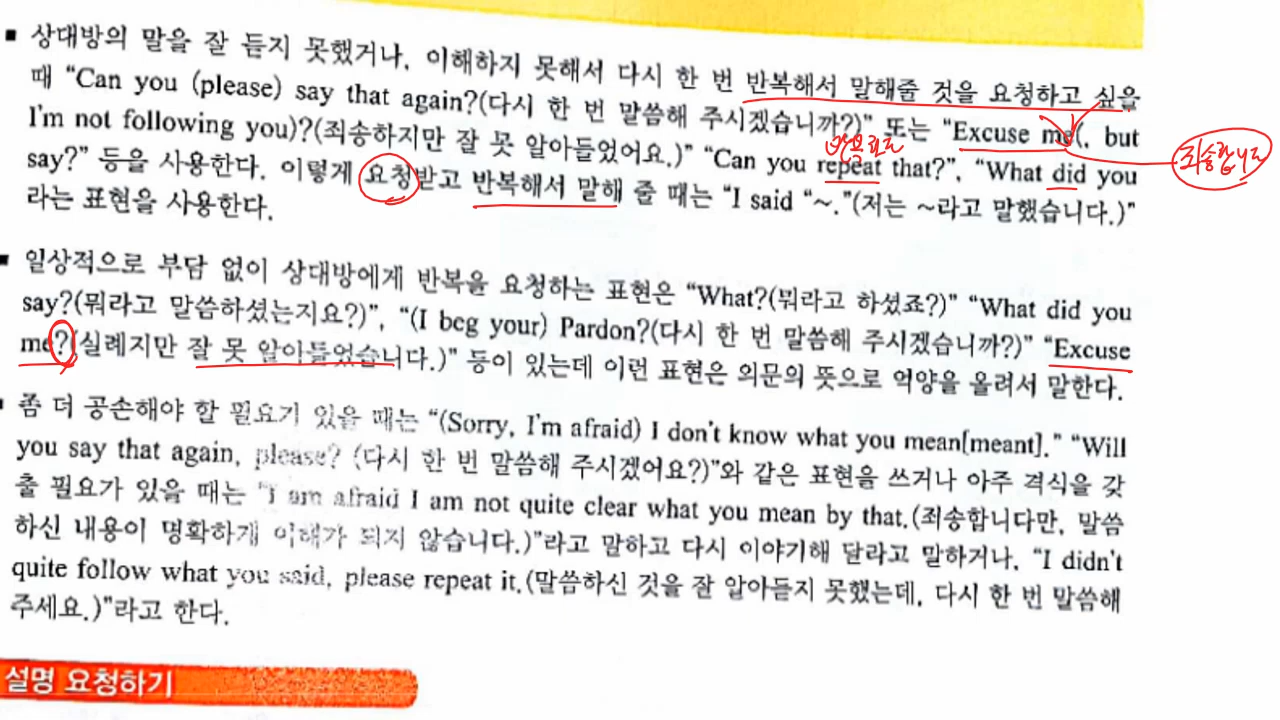 ■ 상대방의 말을 잘 듣지 못했거나, 이해하지 못해서 다시 한 번 반복해서 말해줄 것을 요청하고 싶을
때 “Can you (please) say that again?(다시 한 번 말씀해 주시겠습니까?)” 또는 “Excuse me(, but
I'm not following you)?(죄송하지만 잘 못 알아들었어요.)” “Can you repeat that?”, “What did you
say?” 등을 사용한다. 이렇게 요청받고 반복해서 말해 줄 때는 “I said “~.”(저는 ~라고 말했습니다.)”
라는 표현을 사용한다.
죄송합니다
■ 일상적으로 부담 없이 상대방에게 반복을 요청하는 표현은 “What?(뭐라고 하셨죠?)” “What did you
say?(뭐라고 말씀하셨는지요?)”, “(I beg your) Pardon?(다시 한 번 말씀해 주시겠습니까?)” “Excuse
me?(실례지만 잘 못 알아들었습니다.)” 등이 있는데 이런 표현은 의문의 뜻으로 억양을 올려서 말한다.
좀 더 공손해야 할 필요가 있을 때는 “(Sorry, I'm afraid) I don't know what you mean[meant].” “Will
you say that again, please? (다시 한 번 말씀해 주시겠어요?)”와 같은 표현을 쓰거나 아주 격식을 갖
출 필요가 있을 때는 “I am afraid I am not quite clear what you mean by that.(죄송합니다만, 말씀
하신 내용이 명확하게 이해가 되지 않습니다.)”라고 말하고 다시 이야기해 달라고 말하거나, “I didn't
quite follow what you said, please repeat it.(말씀하신 것을 잘 알아듣지 못했는데, 다시 한 번 말씀해
주세요.)”라고 한다.
설명 요청하기